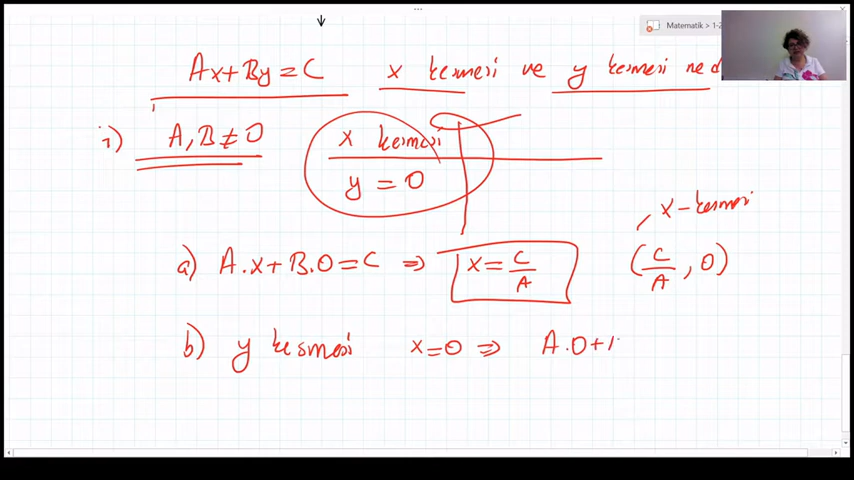 Matematik > 1-2
Ax+By=C x kesmesi ve y kesmesi ned
i) A,B≠0 x kesmesi
y = 0
x-kesmesi
a) A.x+B.0=C ⇒ x=C/A (C/A, 0)
b) y kesmesi x=0 ⇒ A.0+